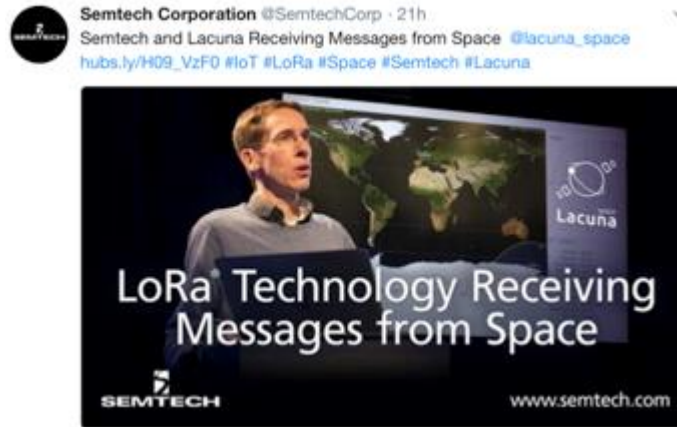 Semtech Corporation @SemtechCorp · 21h
Semtech and Lacuna Receiving Messages from Space @lacuna_space
hubs.ly/H09_VzF0 #IoT #LoRa #Space #Semtech #Lacuna
SEMTECH
Lacuna
LoRa® Technology Receiving
Messages from Space
SEMTECH
www.semtech.com